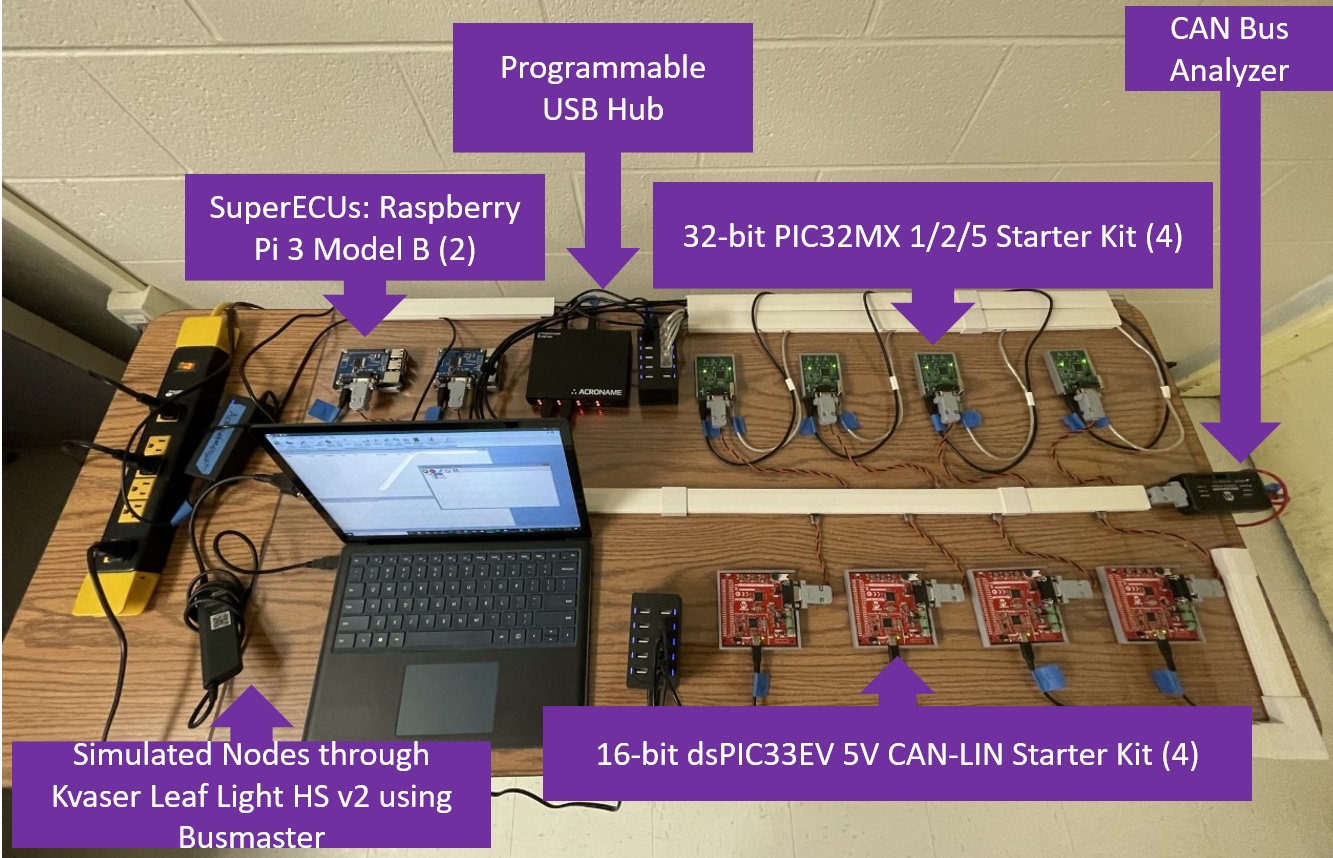 CAN Bus
Analyzer
Programmable
USB Hub
SuperECUs: Raspberry
Pi 3 Model B (2)
32-bit PIC32MX 1/2/5 Starter Kit (4)
ACRONAME
Simulated Nodes through
Kvaser Leaf Light HS v2 using
Busmaster
16-bit dsPIC33EV 5V CAN-LIN Starter Kit (4)